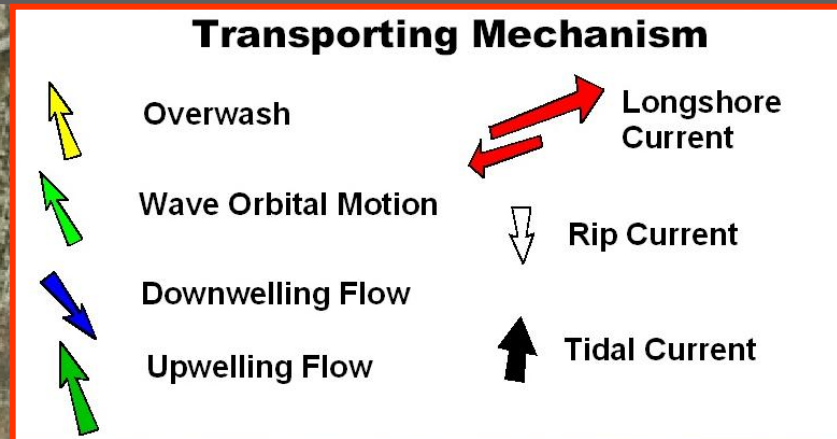 Transporting Mechanism
Overwash
Wave Orbital Motion
Downwelling Flow
Upwelling Flow
Longshore
Current
Rip Current
Tidal Current